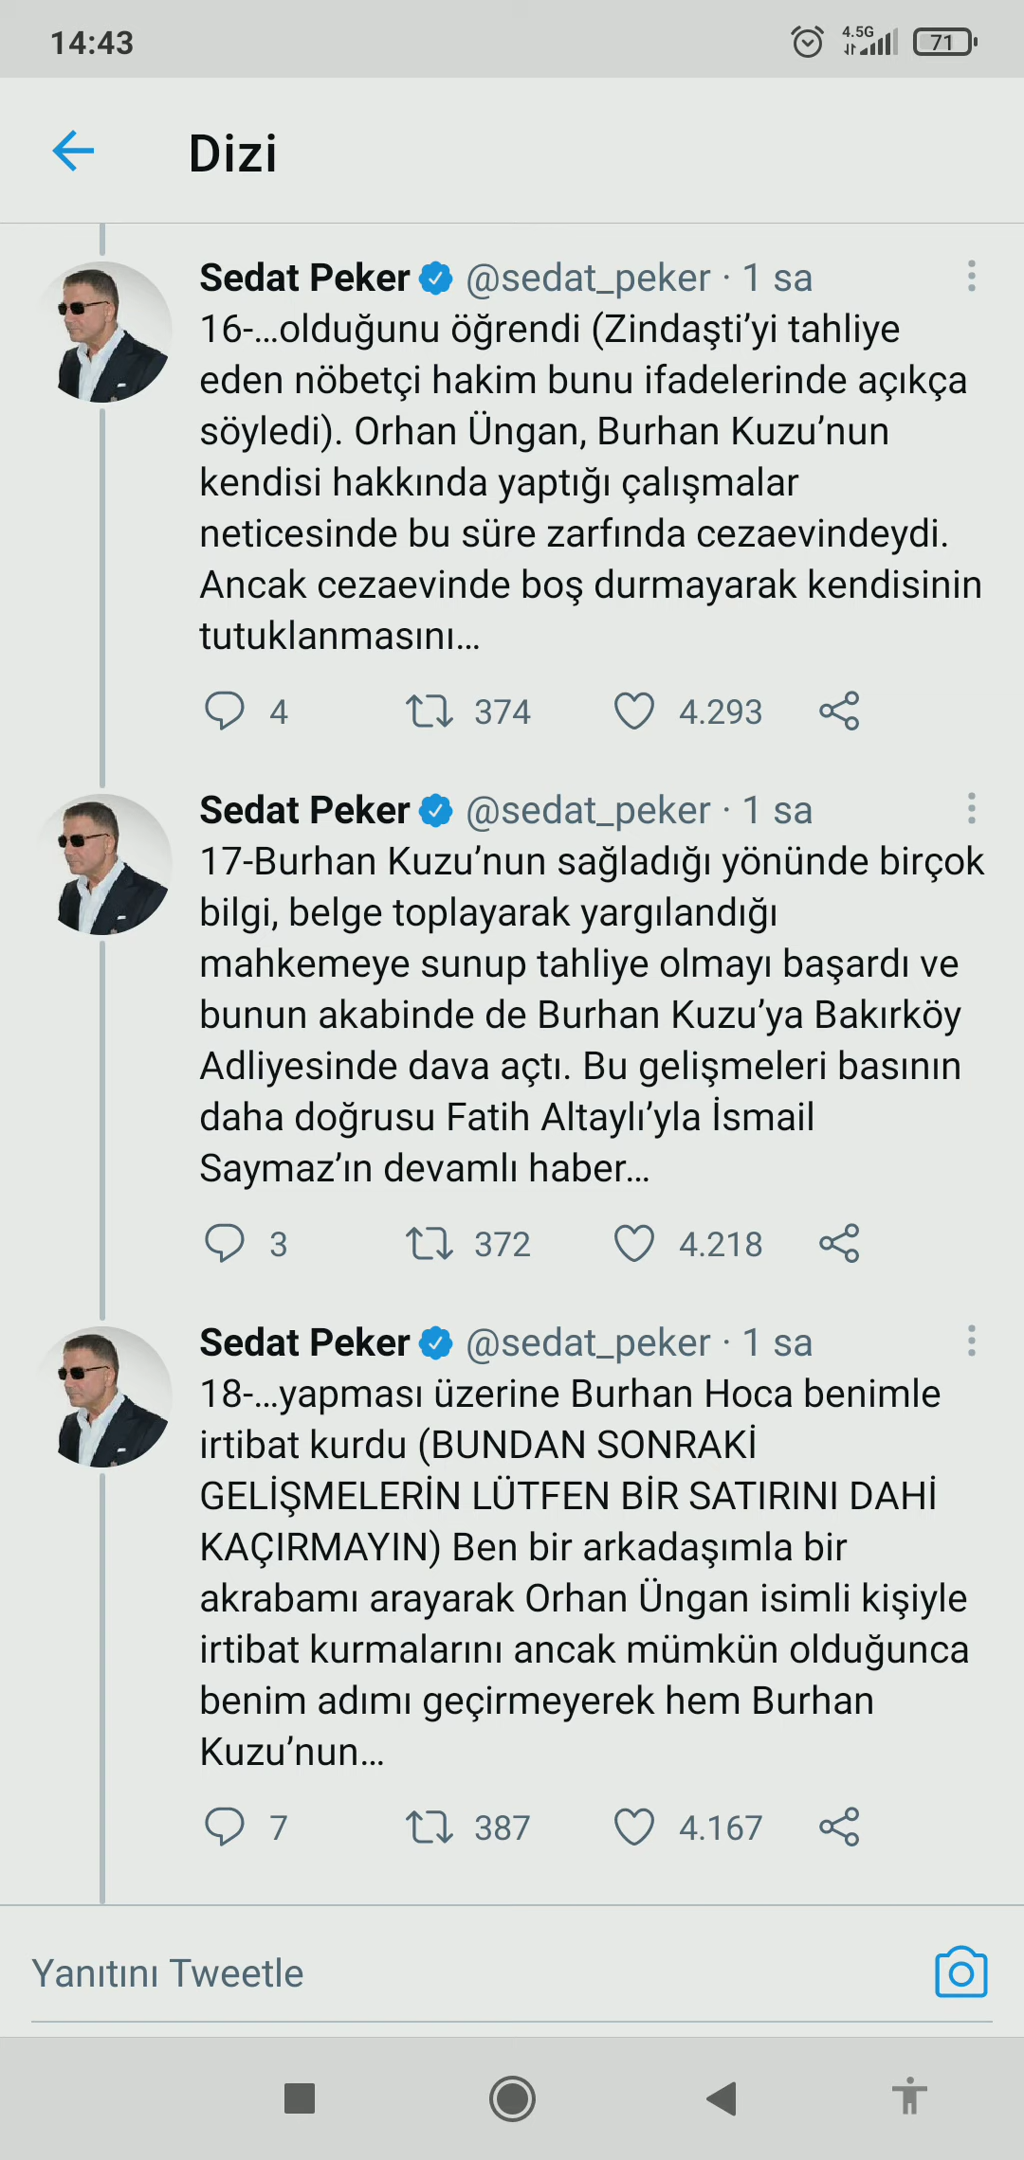 14:43
4.5G
71
Dizi
Sedat Peker @sedat_peker · 1 sa
16-...olduğunu öğrendi (Zindaşti’yi tahliye
eden nöbetçi hakim bunu ifadelerinde açıkça
söyledi). Orhan Üngan, Burhan Kuzu’nun
kendisi hakkında yaptığı çalışmalar
neticesinde bu süre zarfında cezaevindeydi.
Ancak cezaevinde boş durmayarak kendisinin
tutuklanmasını...
4 374 4.293
Sedat Peker @sedat_peker · 1 sa
17-Burhan Kuzu’nun sağladığı yönünde birçok
bilgi, belge toplayarak yargılandığı
mahkemeye sunup tahliye olmayı başardı ve
bunun akabinde de Burhan Kuzu’ya Bakırköy
Adliyesinde dava açtı. Bu gelişmeleri basının
daha doğrusu Fatih Altaylı’yla İsmail
Saymaz’ın devamlı haber...
3 372 4.218
Sedat Peker @sedat_peker · 1 sa
18-...yapması üzerine Burhan Hoca benimle
irtibat kurdu (BUNDAN SONRAKİ
GELİŞMELERİN LÜTFEN BİR SATIRINI DAHİ
KAÇIRMAYIN) Ben bir arkadaşımla bir
akrabamı arayarak Orhan Üngan isimli kişiyle
irtibat kurmalarını ancak mümkün olduğunca
benim adımı geçirmeyerek hem Burhan
Kuzu’nun...
7 387 4.167
Yanıtını Tweetle